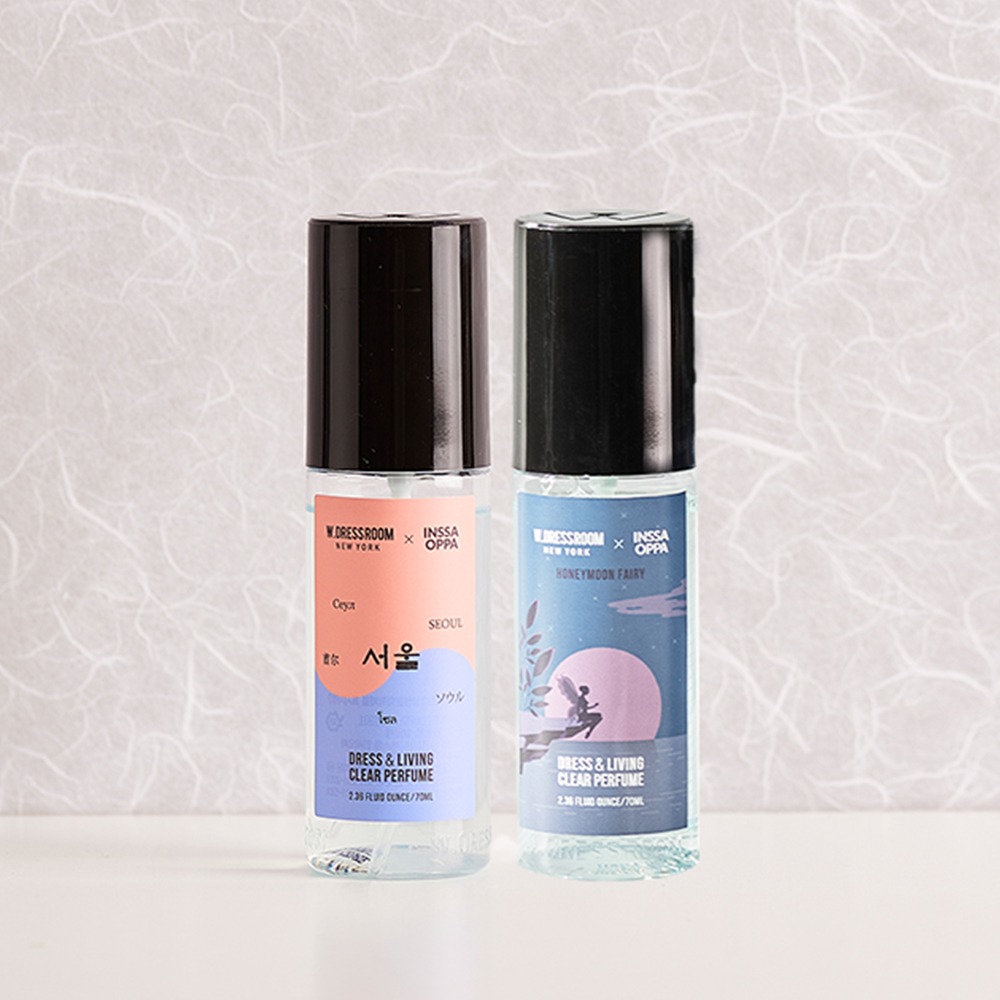 W.DRESSROOM
NEW YORK
×
INSSA
OPPA
Сеул
SEOUL
首尔
서울
ソウル
โซล
DRESS & LIVING
CLEAR PERFUME
2.36 FLUID OUNCE/70ML
W.DRESSROOM
NEW YORK
×
INSSA
OPPA
HONEYMOON FAIRY
DRESS & LIVING
CLEAR PERFUME
2.36 FLUID OUNCE/70ML